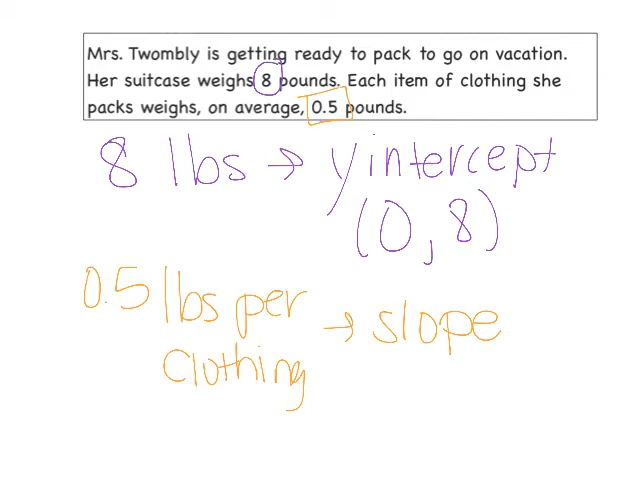 Mrs. Twombly is getting ready to pack to go on vacation.
Her suitcase weighs 8 pounds. Each item of clothing she
packs weighs, on average, 0.5 pounds.
8 lbs → y intercept
(0, 8)
0.5 lbs per → slope
clothing